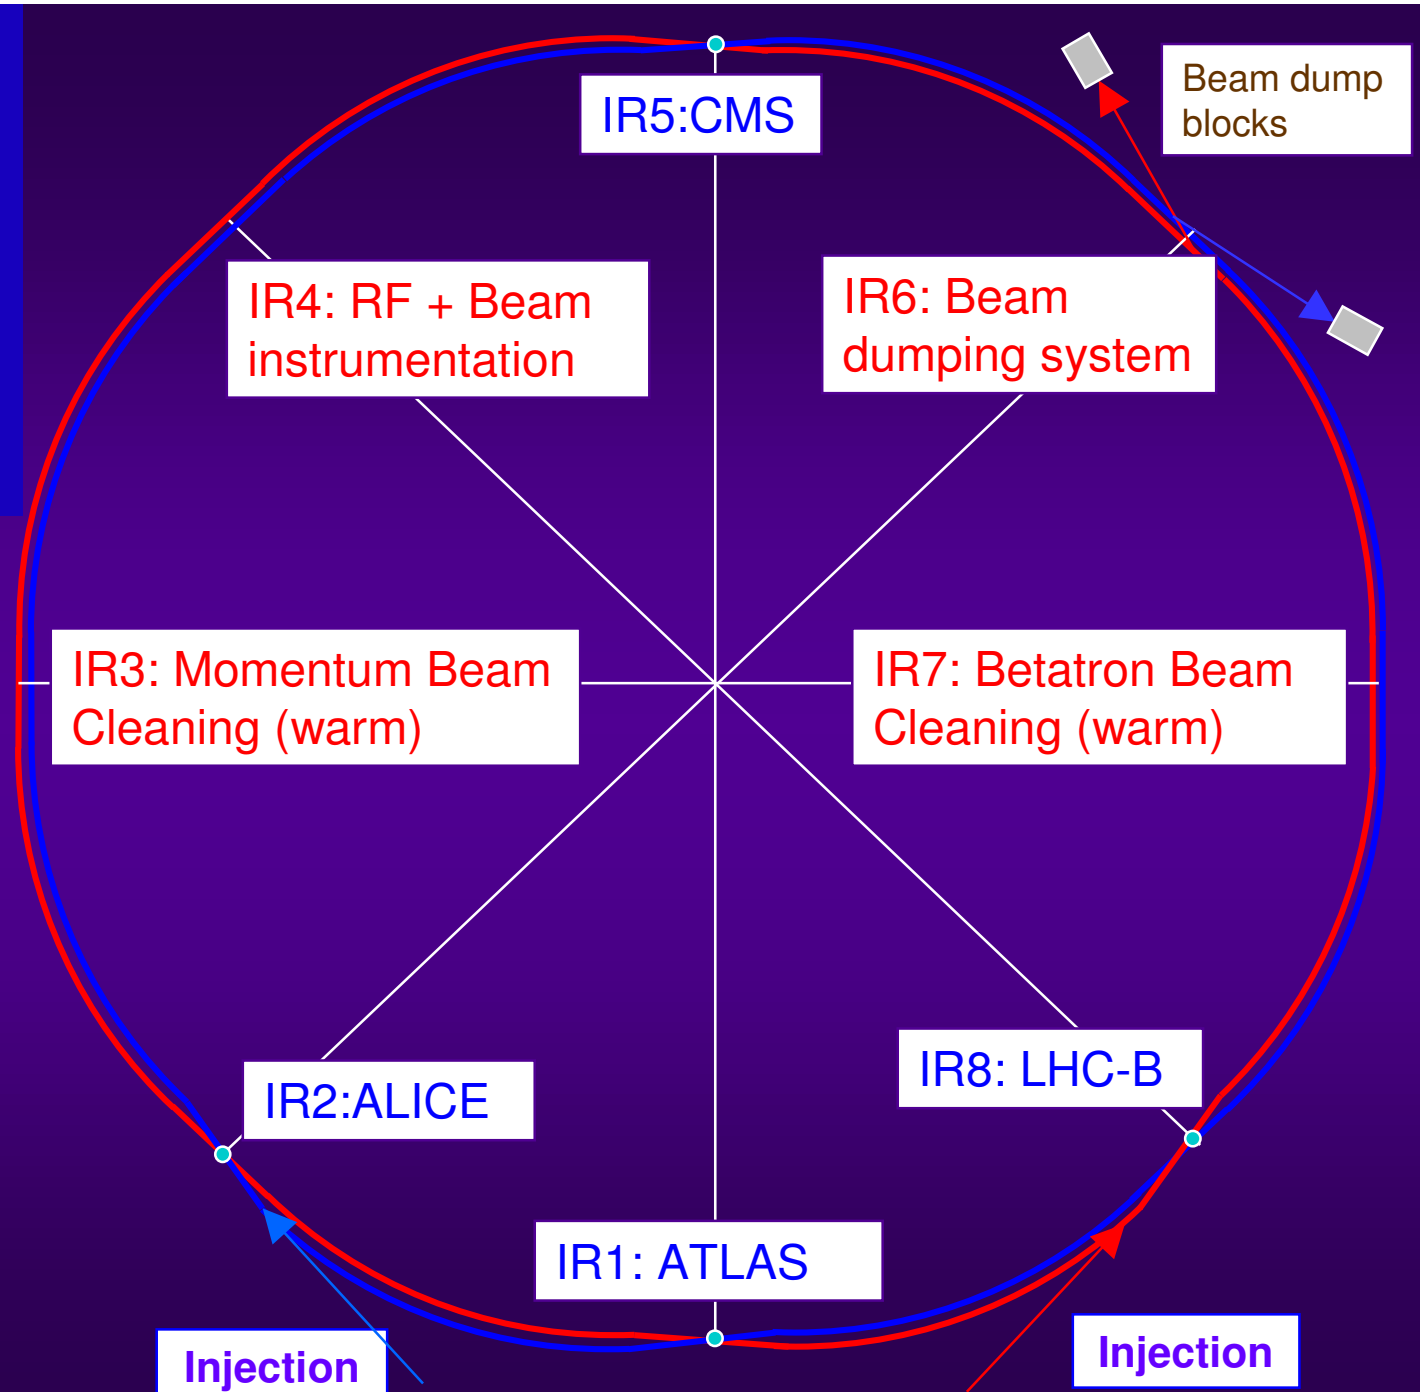 Beam dump
blocks
IR5:CMS
IR4: RF + Beam
instrumentation
IR6: Beam
dumping system
IR3: Momentum Beam
Cleaning (warm)
IR7: Betatron Beam
Cleaning (warm)
IR8: LHC-B
IR2:ALICE
IR1: ATLAS
Injection
Injection